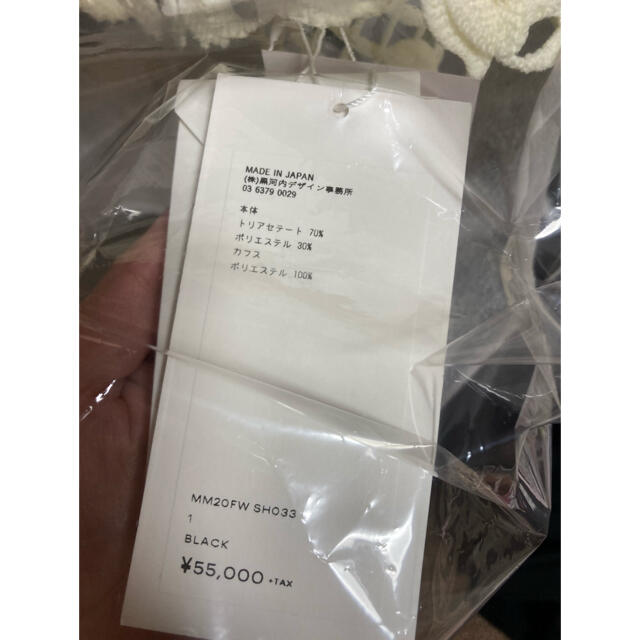 MADE IN JAPAN
(株)黒河内デザイン事務所
03 6379 0029
本体
トリアセテート 70%
ポリエステル 30%
カフス
ポリエステル 100%
MM20FW SH033
1
BLACK
¥55,000 +TAX